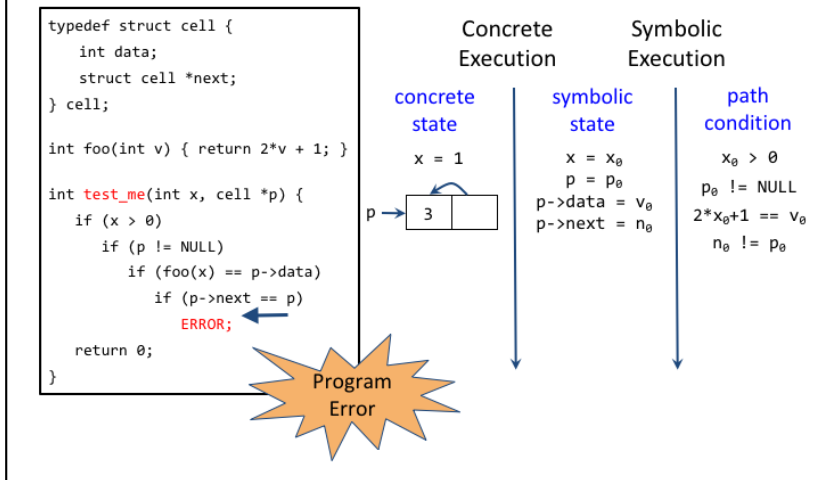 typedef struct cell {
int data;
struct cell *next;
} cell;
int foo(int v) { return 2*v + 1; }
int test_me(int x, cell *p) {
if (x > 0)
if (p != NULL)
if (foo(x) == p->data)
if (p->next == p)
ERROR;
return 0;
}
Program
Error
Concrete
Execution
Symbolic
Execution
concrete
state
x = 1
p
3
symbolic
state
x = x₀
p = p₀
p->data = v₀
p->next = n₀
path
condition
x₀ > 0
p₀ != NULL
2*x₀+1 == v₀
n₀ != p₀